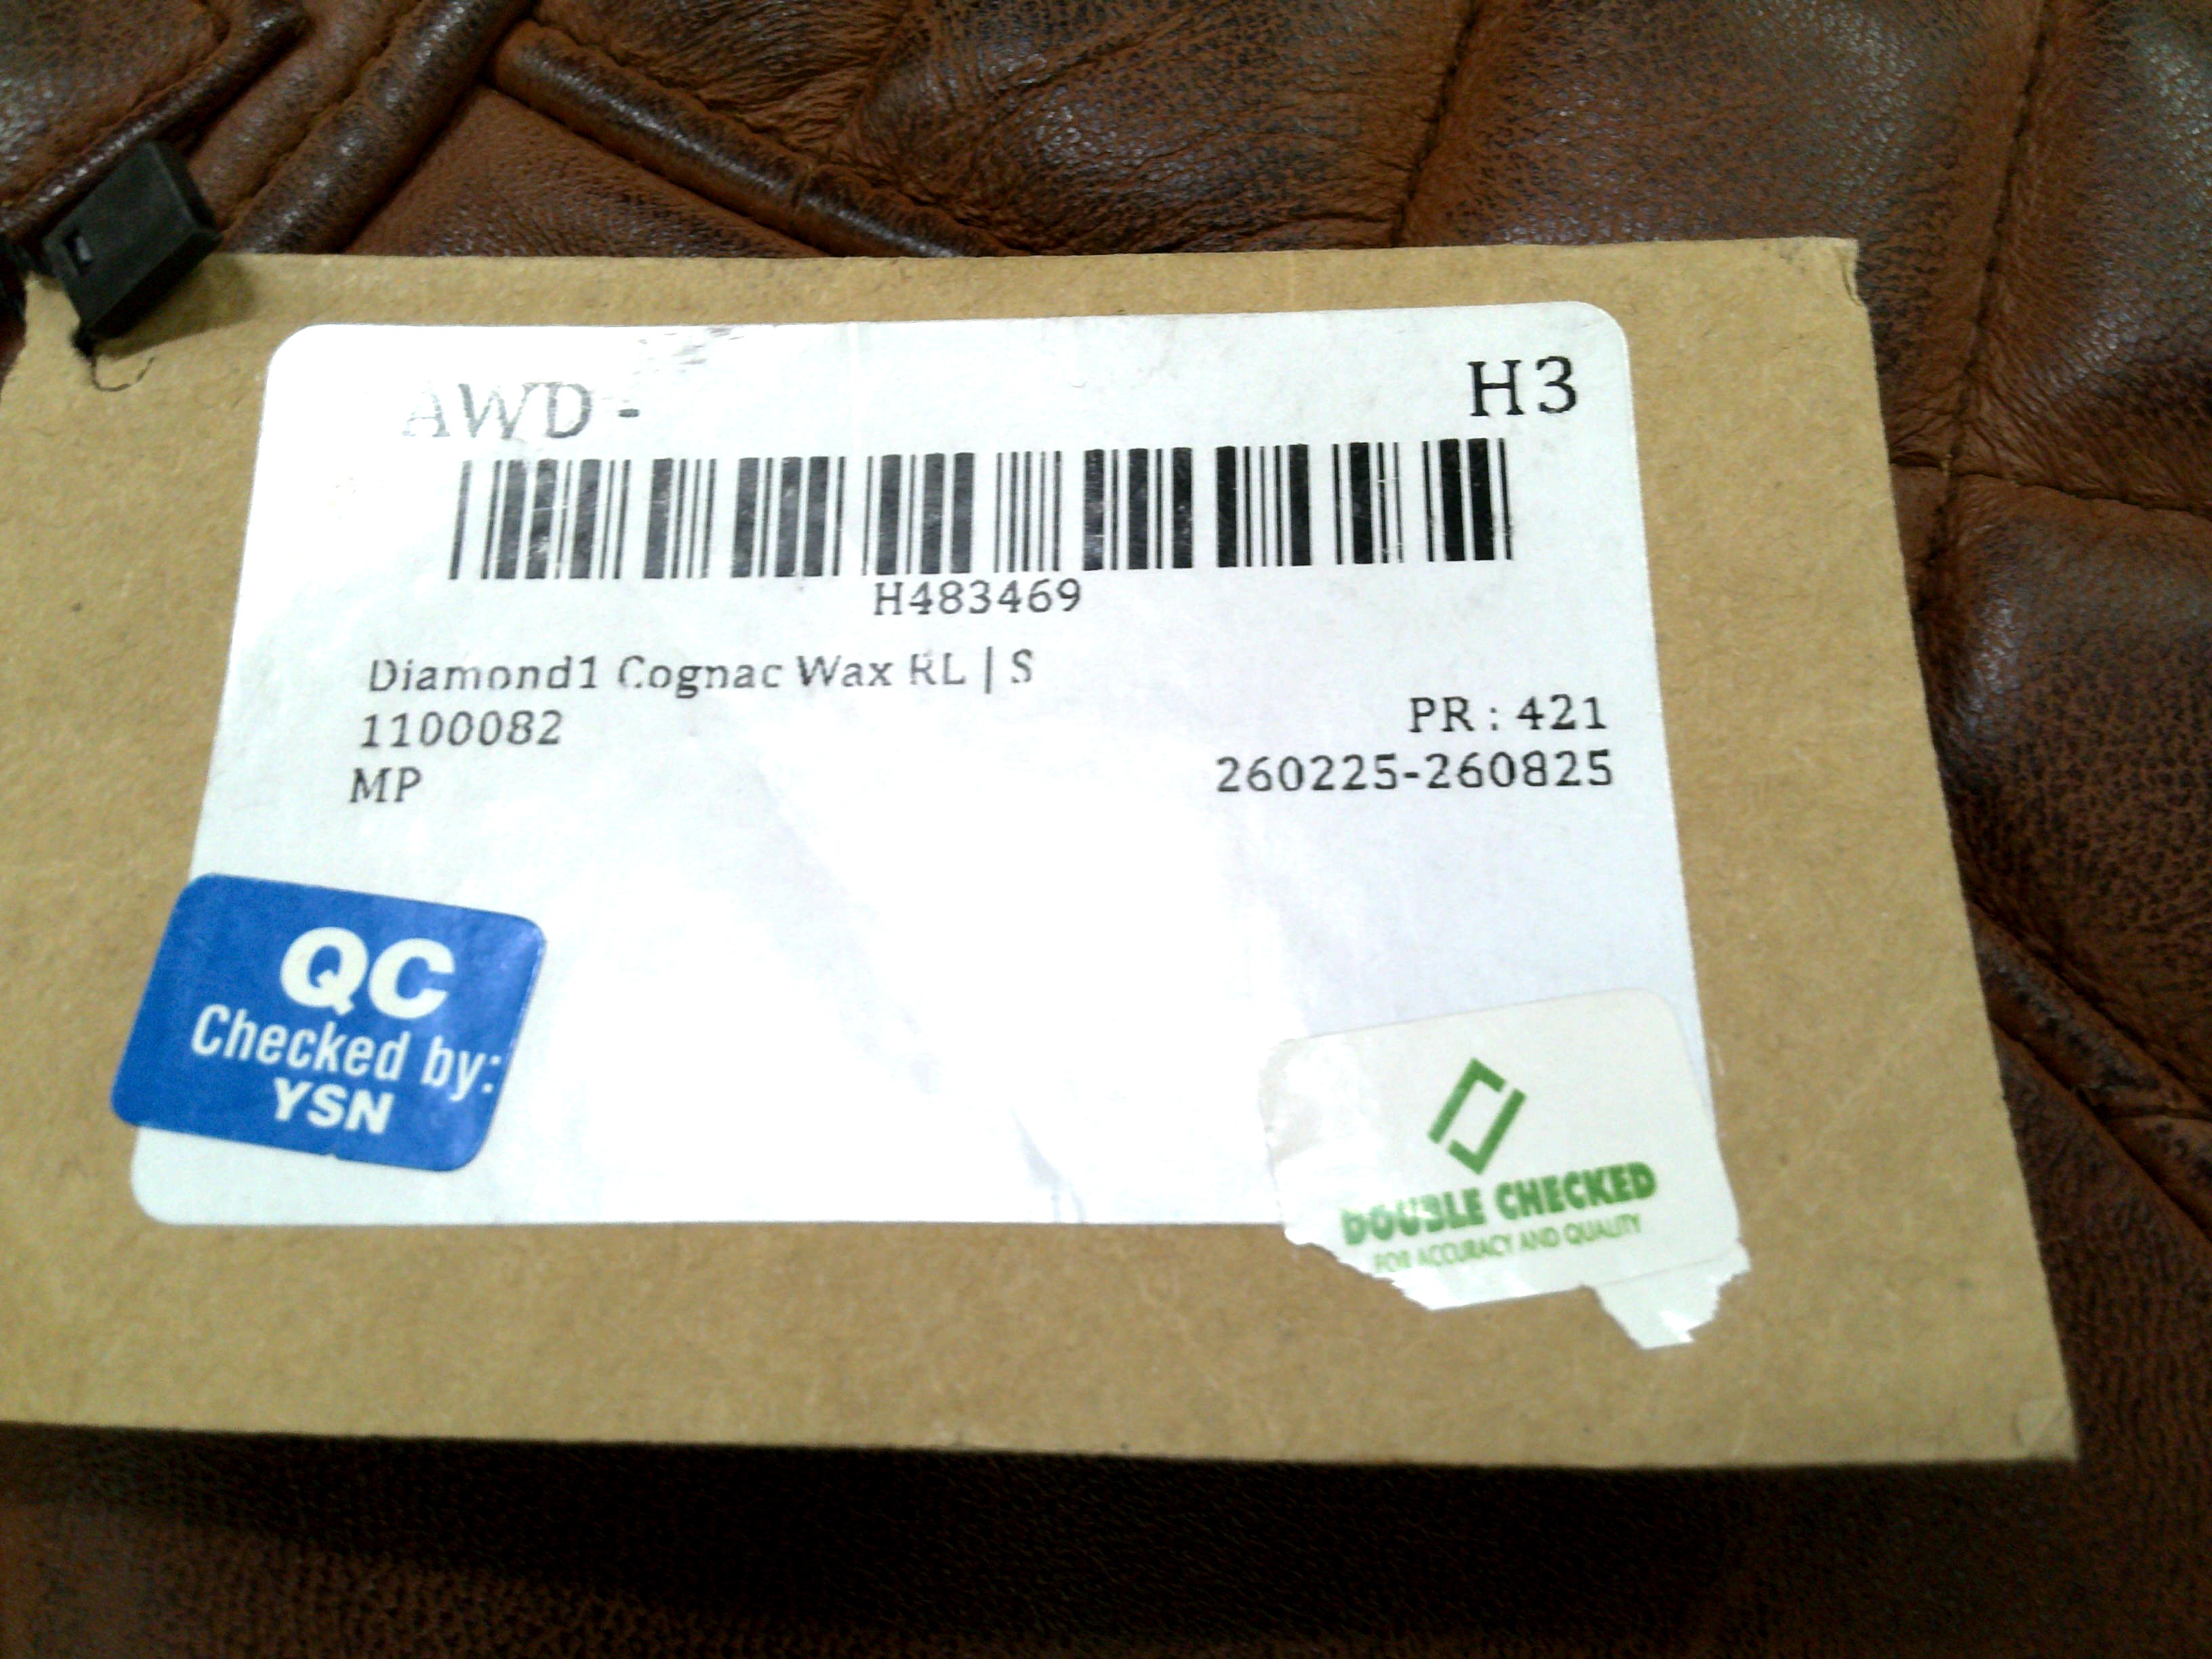 AWD -
H3
H483469
Diamond1 Cognac Wax RL | S
1100082
PR : 421
MP
260225-260825
QC
Checked by:
YSN
DOUBLE CHECKED
FOR ACCURACY AND QUALITY